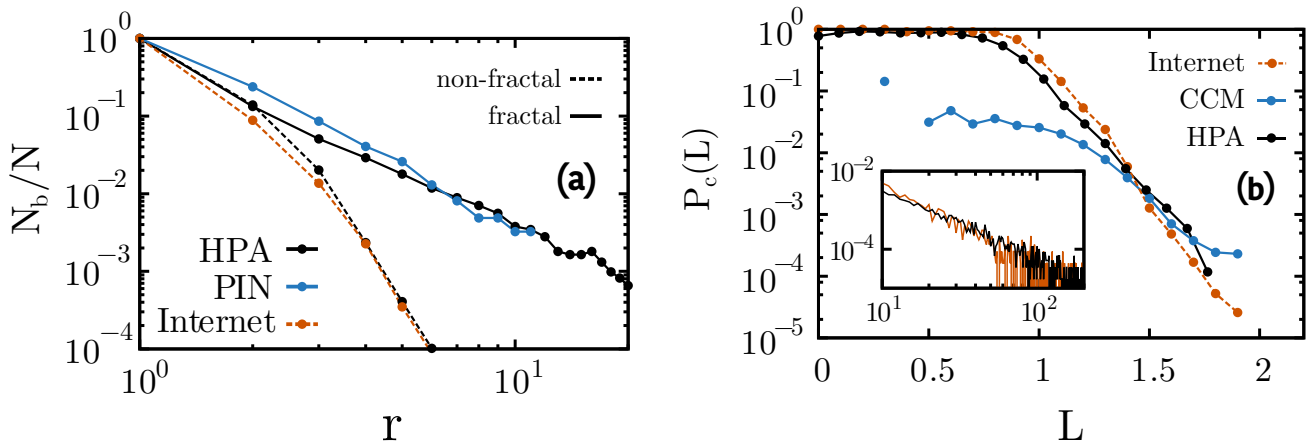 10^0
10^-1
10^-2
10^-3
10^-4
N_b/N
non-fractal
fractal
(a)
HPA
PIN
Internet
10^0
10^1
r
10^0
10^-1
10^-2
10^-3
10^-4
10^-5
P_c(L)
Internet
CCM
HPA
(b)
10^-2
10^-4
10^1
10^2
0
0.5
1
1.5
2
L